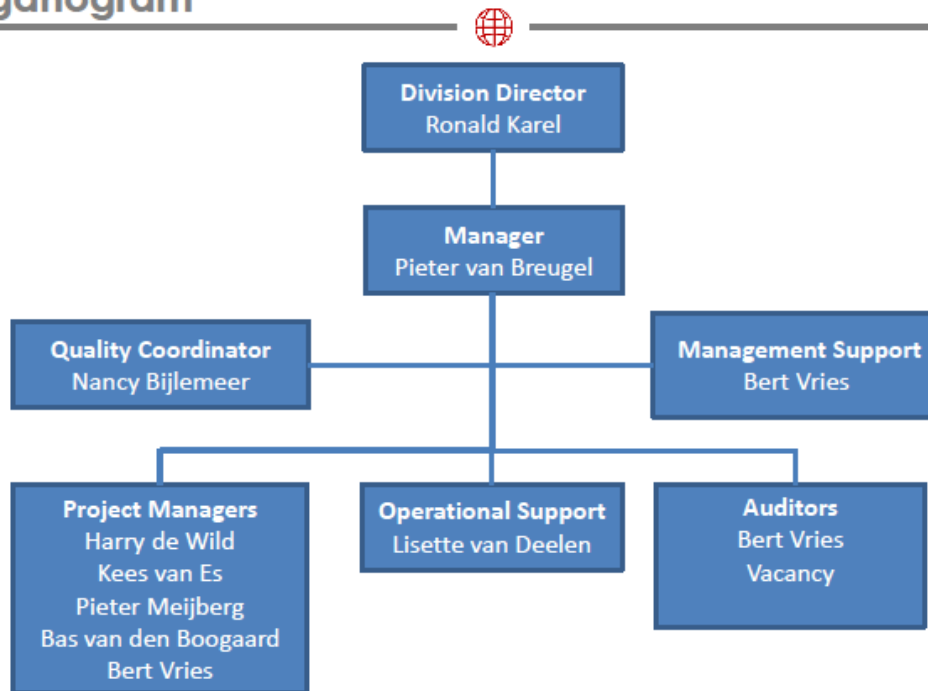 ganogram
Division Director
Ronald Karel
Manager
Pieter van Breugel
Quality Coordinator
Nancy Bijlemeer
Management Support
Bert Vries
Project Managers
Harry de Wild
Kees van Es
Pieter Meijberg
Bas van den Boogaard
Bert Vries
Operational Support
Lisette van Deelen
Auditors
Bert Vries
Vacancy